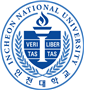 INCHEON NATIONAL UNIVERSITY
VERI LIBER
TAS TAS
인천대학교